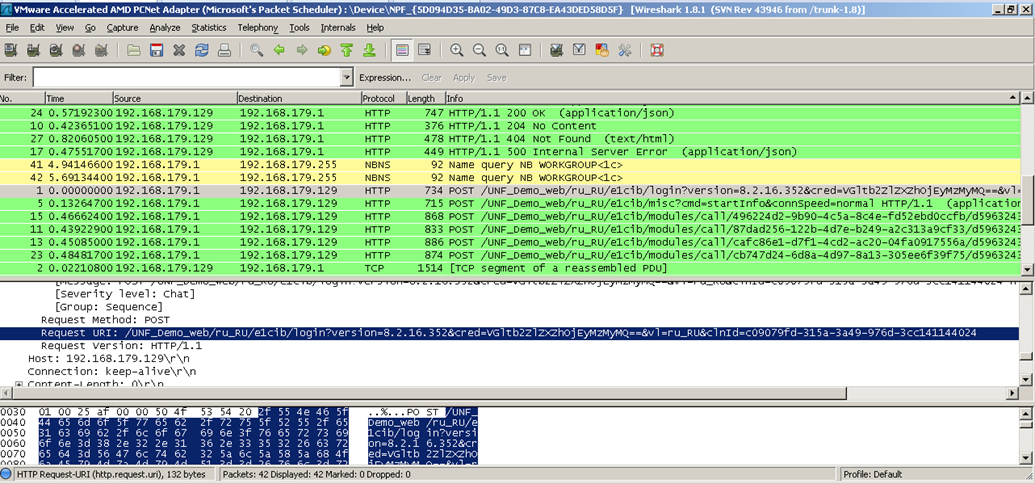 VMware Accelerated AMD PCNet Adapter (Microsoft's Packet Scheduler) : \Device\NPF_{5D094D35-BA02-49D3-87C8-EA43DED58D5F} [Wireshark 1.8.1 (SVN Rev 43946 from /trunk-1.8)]
File Edit View Go Capture Analyze Statistics Telephony Tools Internals Help
Filter: Expression... Clear Apply Save
No. Time Source Destination Protocol Length Info
24 0.57192300 192.168.179.129 192.168.179.1 HTTP 747 HTTP/1.1 200 OK (application/json)
10 0.42365100 192.168.179.129 192.168.179.1 HTTP 376 HTTP/1.1 204 No Content
27 0.82060500 192.168.179.129 192.168.179.1 HTTP 478 HTTP/1.1 404 Not Found (text/html)
17 0.47551700 192.168.179.129 192.168.179.1 HTTP 449 HTTP/1.1 500 Internal Server Error (application/json)
41 4.94146600 192.168.179.1 192.168.179.255 NBNS 92 Name query NB WORKGROUP<1c>
42 5.69134400 192.168.179.1 192.168.179.255 NBNS 92 Name query NB WORKGROUP<1c>
1 0.00000000 192.168.179.1 192.168.179.129 HTTP 734 POST /UNF_Demo_web/ru_RU/e1cib/login?version=8.2.16.352&cred=VGltb2ZlZXZhOjEyMzMyMQ==&vl=
5 0.13264700 192.168.179.1 192.168.179.129 HTTP 715 POST /UNF_Demo_web/ru_RU/e1cib/misc?cmd=startInfo&connSpeed=normal HTTP/1.1 (applicat
15 0.46662400 192.168.179.1 192.168.179.129 HTTP 868 POST /UNF_Demo_web/ru_RU/e1cib/modules/call/496224d2-9b90-4c5a-8c4e-fd52ebd0ccfb/d596324
11 0.43922900 192.168.179.1 192.168.179.129 HTTP 833 POST /UNF_Demo_web/ru_RU/e1cib/modules/call/87dad256-122b-4d7e-b249-a2c313a9cf33/d596324
13 0.45085000 192.168.179.1 192.168.179.129 HTTP 886 POST /UNF_Demo_web/ru_RU/e1cib/modules/call/cafc86e1-d7f1-4cd2-ac20-04fa0917556a/d596324
23 0.48481700 192.168.179.1 192.168.179.129 HTTP 874 POST /UNF_Demo_web/ru_RU/e1cib/modules/call/cb747d24-6d8a-4d97-8a13-305ee6f39f75/d596324
2 0.02210800 192.168.179.129 192.168.179.1 TCP 1514 [TCP segment of a reassembled PDU]
[Severity level: Chat]
[Group: Sequence]
Request Method: POST
Request URI: /UNF_Demo_web/ru_RU/e1cib/login?version=8.2.16.352&cred=VGltb2ZlZXZhOjEyMzMyMQ==&vl=ru_RU&clnId=c09079fd-315a-3a49-976d-3cc141144024
Request Version: HTTP/1.1
Host: 192.168.179.129\r\n
Connection: keep-alive\r\n
Content-Length: 0\r\n
0030 01 00 25 af 00 00 50 4f 53 54 20 2f 55 4e 46 5f ..%...PO ST /UNF_
0040 44 65 6d 6f 5f 77 65 62 2f 72 75 5f 52 55 2f 65 Demo_web /ru_RU/e
0050 31 63 69 62 2f 6c 6f 67 69 6e 3f 76 65 72 73 69 1cib/log in?versi
0060 6f 6e 3d 38 2e 32 2e 31 36 2e 33 35 32 26 63 72 on=8.2.1 6.352&cr
0070 65 64 3d 56 47 6c 74 62 32 5a 6c 5a 58 5a 68 4f ed=VGltb 2ZlZXZhO
HTTP Request-URI (http.request.uri), 132 bytes Packets: 42 Displayed: 42 Marked: 0 Dropped: 0 Profile: Default